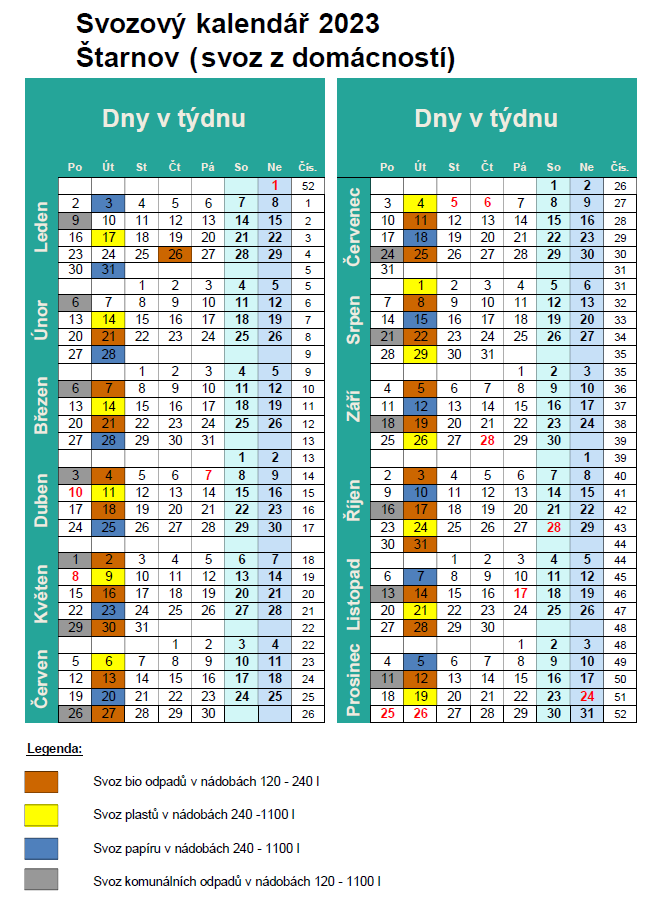 Svozový kalendář 2023
Štarnov (svoz z domácností)
Dny v týdnu
Po Út St Čt Pá So Ne Čís.
Leden
1 52
2 3 4 5 6 7 8 1
9 10 11 12 13 14 15 2
16 17 18 19 20 21 22 3
23 24 25 26 27 28 29 4
30 31 5
Únor
1 2 3 4 5 5
6 7 8 9 10 11 12 6
13 14 15 16 17 18 19 7
20 21 22 23 24 25 26 8
27 28 9
Březen
1 2 3 4 5 9
6 7 8 9 10 11 12 10
13 14 15 16 17 18 19 11
20 21 22 23 24 25 26 12
27 28 29 30 31 13
Duben
1 2 13
3 4 5 6 7 8 9 14
10 11 12 13 14 15 16 15
17 18 19 20 21 22 23 16
24 25 26 27 28 29 30 17
Květen
1 2 3 4 5 6 7 18
8 9 10 11 12 13 14 19
15 16 17 18 19 20 21 20
22 23 24 25 26 27 28 21
29 30 31 22
Červen
1 2 3 4 22
5 6 7 8 9 10 11 23
12 13 14 15 16 17 18 24
19 20 21 22 23 24 25 25
26 27 28 29 30 26
Dny v týdnu
Po Út St Čt Pá So Ne Čís.
Červenec
1 2 26
3 4 5 6 7 8 9 27
10 11 12 13 14 15 16 28
17 18 19 20 21 22 23 29
24 25 26 27 28 29 30 30
31 31
Srpen
1 2 3 4 5 6 31
7 8 9 10 11 12 13 32
14 15 16 17 18 19 20 33
21 22 23 24 25 26 27 34
28 29 30 31 35
Září
1 2 3 35
4 5 6 7 8 9 10 36
11 12 13 14 15 16 17 37
18 19 20 21 22 23 24 38
25 26 27 28 29 30 39
Říjen
1 39
2 3 4 5 6 7 8 40
9 10 11 12 13 14 15 41
16 17 18 19 20 21 22 42
23 24 25 26 27 28 29 43
30 31 44
Listopad
1 2 3 4 5 44
6 7 8 9 10 11 12 45
13 14 15 16 17 18 19 46
20 21 22 23 24 25 26 47
27 28 29 30 48
Prosinec
1 2 3 48
4 5 6 7 8 9 10 49
11 12 13 14 15 16 17 50
18 19 20 21 22 23 24 51
25 26 27 28 29 30 31 52
Legenda:
Svoz bio odpadů v nádobách 120 - 240 l
Svoz plastů v nádobách 240 -1100 l
Svoz papíru v nádobách 240 - 1100 l
Svoz komunálních odpadů v nádobách 120 - 1100 l